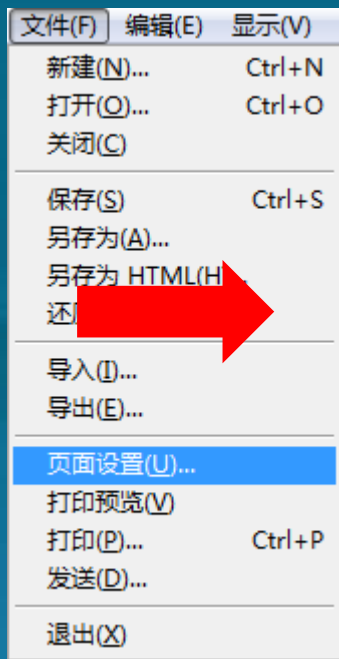 文件(F) 编辑(E) 显示(V)
新建(N)... Ctrl+N
打开(O)... Ctrl+O
关闭(C)
保存(S) Ctrl+S
另存为(A)...
另存为 HTML(H)
还
导入(I)...
导出(E)...
页面设置(U)...
打印预览(V)
打印(P)... Ctrl+P
发送(D)...
退出(X)